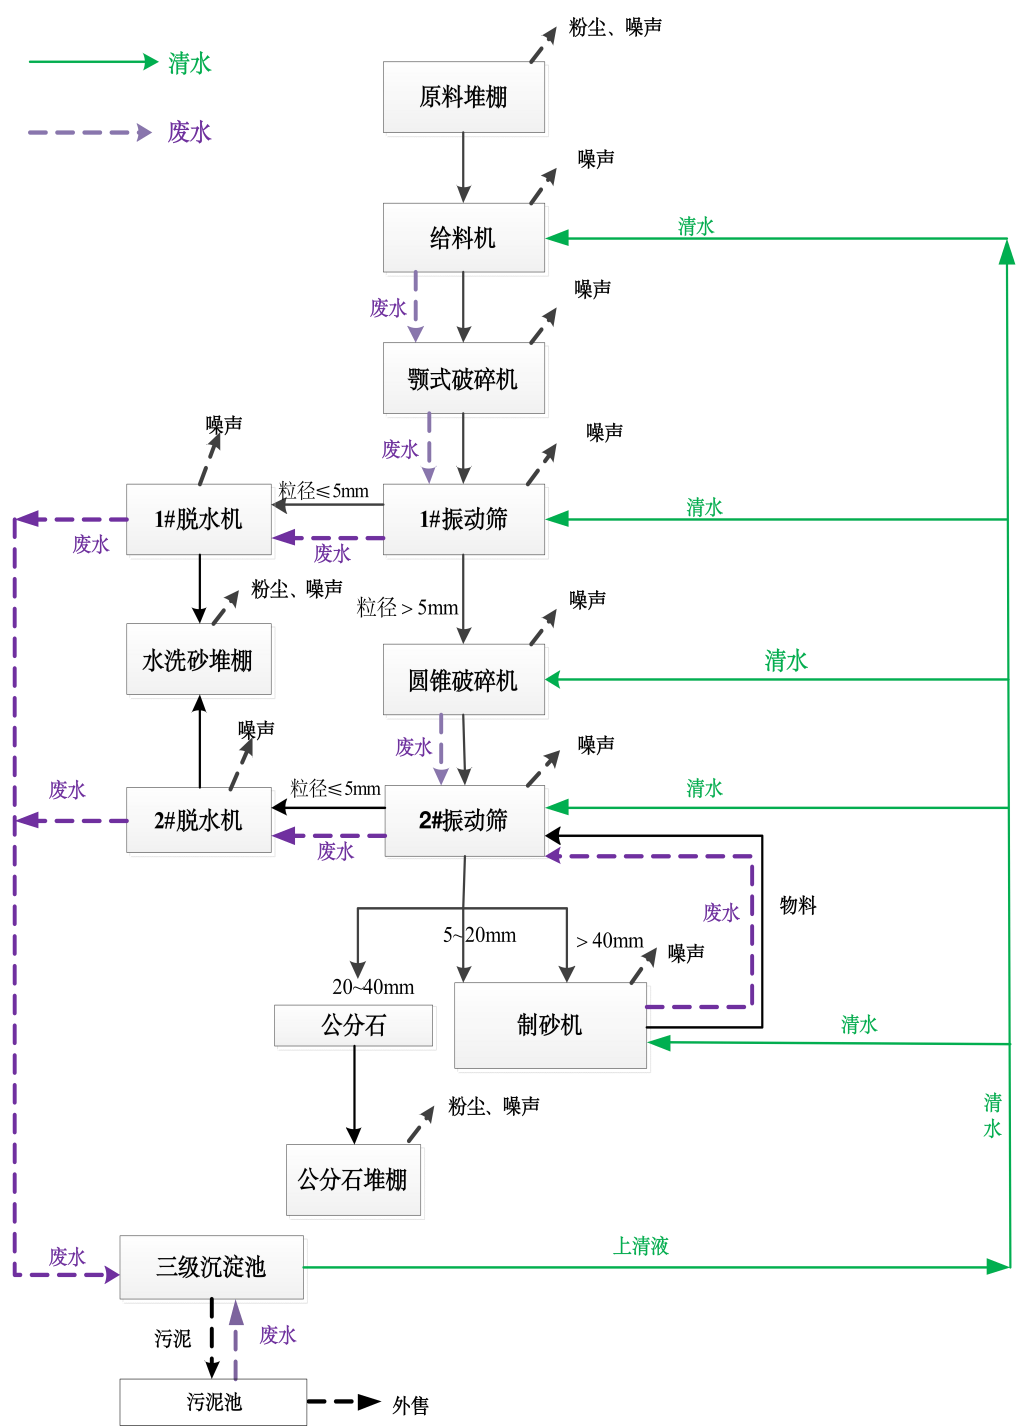 粉尘、噪声
清水
原料堆棚
废水
噪声
清水
给料机
噪声
废水
颚式破碎机
噪声
噪声
废水
粒径≤5mm
清水
1#脱水机
1#振动筛
废水
废水
粉尘、噪声
噪声
粒径＞5mm
水洗砂堆棚
清水
圆锥破碎机
噪声
废水
噪声
废水
粒径≤5mm
清水
2#脱水机
2#振动筛
废水
物料
废水
5~20mm
＞40mm
噪声
20~40mm
公分石
制砂机
清水
粉尘、噪声
清
水
公分石堆棚
上清液
废水
三级沉淀池
污泥
废水
污泥池
外售